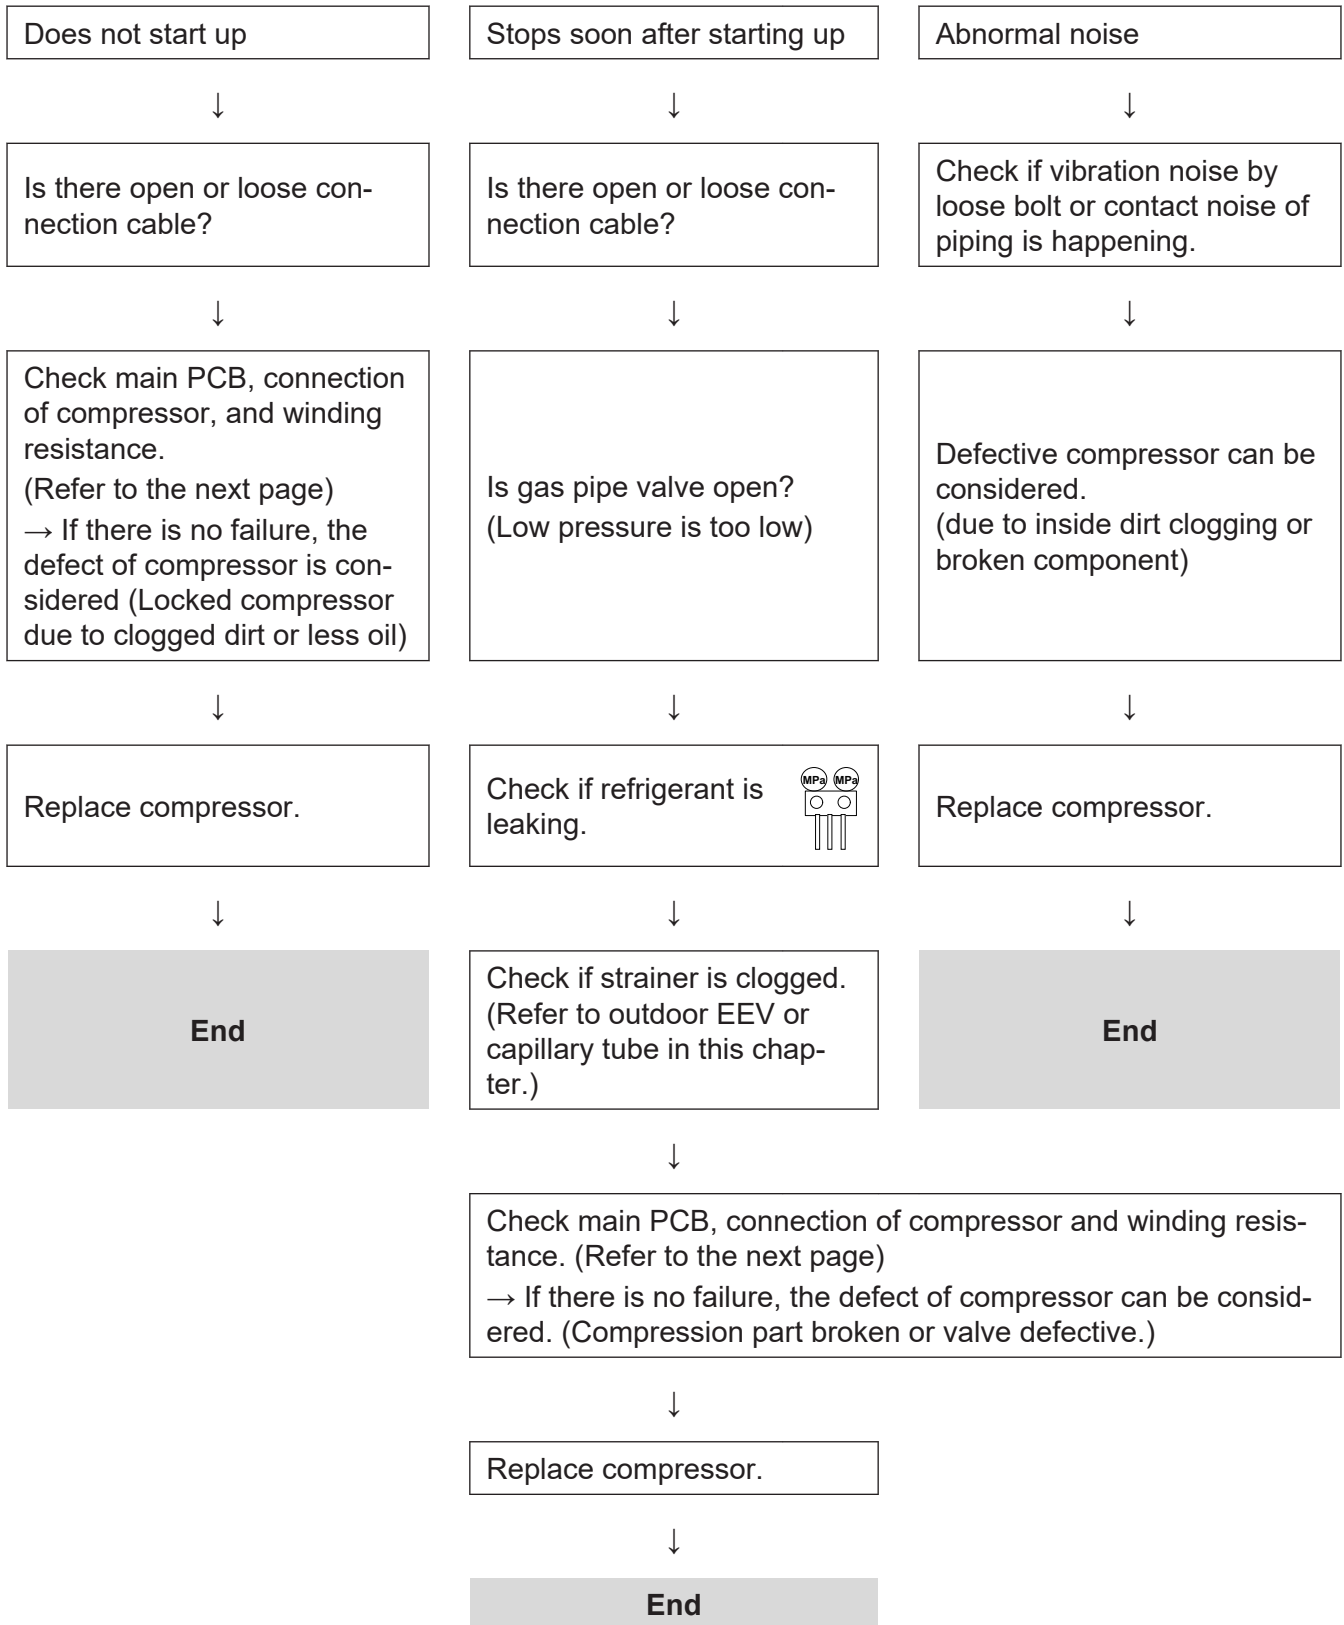 Does not start up
Stops soon after starting up
Abnormal noise
↓
↓
↓
Is there open or loose con-
nection cable?
Is there open or loose con-
nection cable?
Check if vibration noise by
loose bolt or contact noise of
piping is happening.
↓
↓
↓
Check main PCB, connection
of compressor, and winding
resistance.
(Refer to the next page)
→ If there is no failure, the
defect of compressor is con-
sidered (Locked compressor
due to clogged dirt or less oil)
Is gas pipe valve open?
(Low pressure is too low)
Defective compressor can be
considered.
(due to inside dirt clogging or
broken component)
↓
↓
↓
Replace compressor.
Check if refrigerant is
leaking.
MPa MPa
Replace compressor.
↓
↓
↓
End
Check if strainer is clogged.
(Refer to outdoor EEV or
capillary tube in this chap-
ter.)
End
↓
Check main PCB, connection of compressor and winding resis-
tance. (Refer to the next page)
→ If there is no failure, the defect of compressor can be consid-
ered. (Compression part broken or valve defective.)
↓
Replace compressor.
↓
End